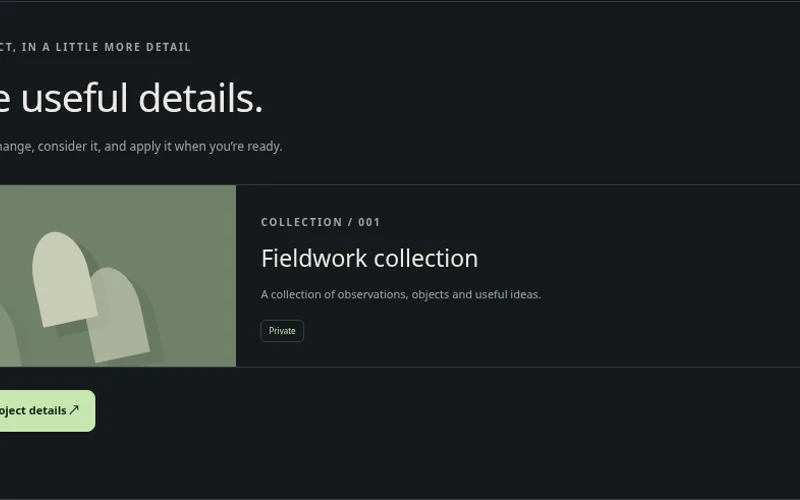 CT, IN A LITTLE MORE DETAIL
e useful details.
hange, consider it, and apply it when you’re ready.
COLLECTION / 001
Fieldwork collection
A collection of observations, objects and useful ideas.
Private
oject details ↗